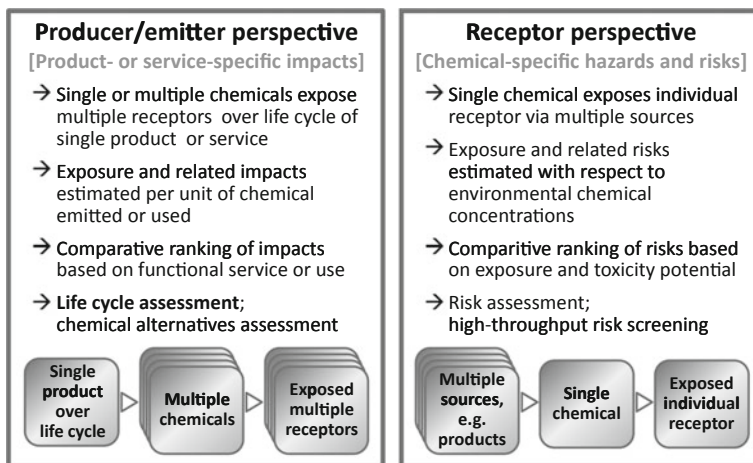 Producer/emitter perspective
[Product- or service-specific impacts]
→ Single or multiple chemicals expose
multiple receptors over life cycle of
single product or service
→ Exposure and related impacts
estimated per unit of chemical
emitted or used
→ Comparative ranking of impacts
based on functional service or use
→ Life cycle assessment;
chemical alternatives assessment
Single
product
over
life cycle
Multiple
chemicals
Exposed
multiple
receptors
Receptor perspective
[Chemical-specific hazards and risks]
→ Single chemical exposes individual
receptor via multiple sources
→ Exposure and related risks
estimated with respect to
environmental chemical
concentrations
→ Comparitive ranking of risks based
on exposure and toxicity potential
→ Risk assessment;
high-throughput risk screening
Multiple
sources,
e.g.
products
Single
chemical
Exposed
individual
receptor